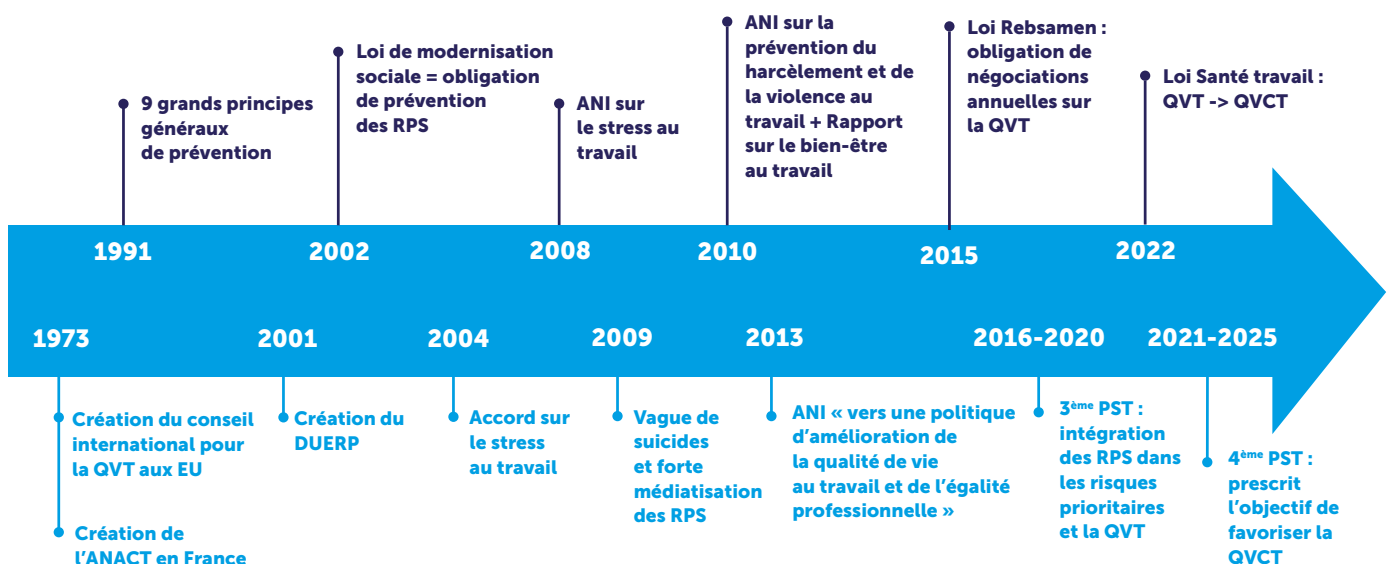 9 grands principes
généraux
de prévention
Loi de modernisation
sociale = obligation
de prévention
des RPS
ANI sur
le stress au
travail
ANI sur la
prévention du
harcèlement et de
la violence au
travail + Rapport
sur le bien-être
au travail
Loi Rebsamen :
obligation de
négociations
annuelles sur
la QVT
Loi Santé travail :
QVT -> QVCT
1991
2002
2008
2010
2015
2022
1973
2001
2004
2009
2013
2016-2020
2021-2025
Création du conseil
international pour
la QVT aux EU
Création de
l'ANACT en France
Création du
DUERP
Accord sur
le stress
au travail
Vague de
suicides
et forte
médiatisation
des RPS
ANI « vers une politique
d'amélioration de
la qualité de vie
au travail et de l'égalité
professionnelle »
3ème PST :
intégration
des RPS dans
les risques
prioritaires
et la QVT
4ème PST :
prescrit
l'objectif de
favoriser la
QVCT